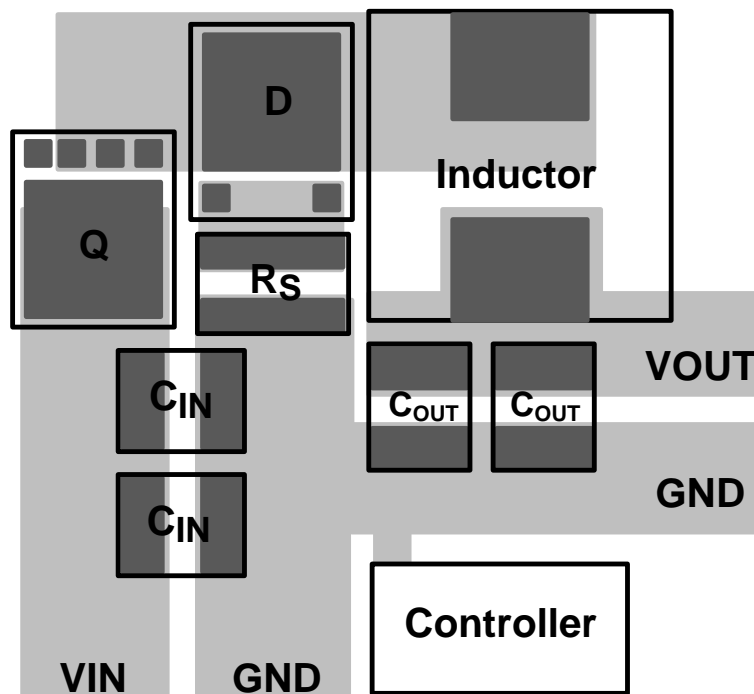 D
Inductor
Q
RS
CIN
VOUT
COUT
COUT
GND
CIN
Controller
VIN
GND